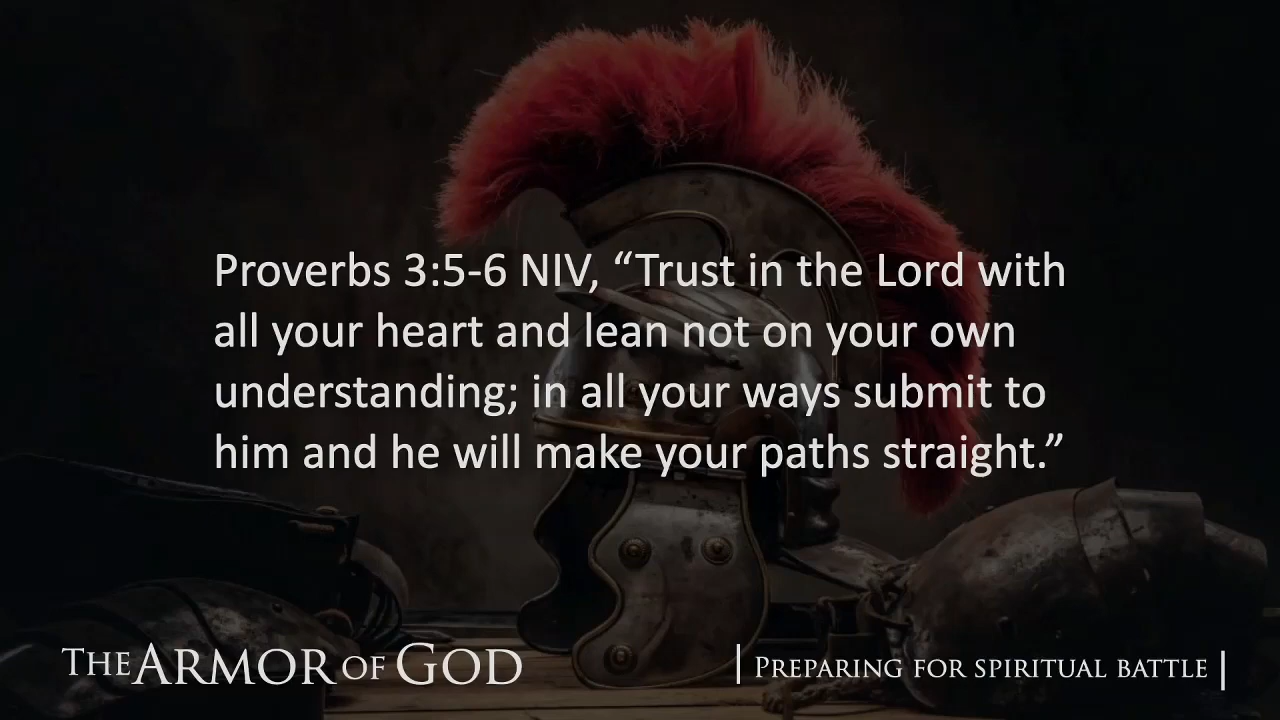 Proverbs 3:5-6 NIV, “Trust in the Lord with
all your heart and lean not on your own
understanding; in all your ways submit to
him and he will make your paths straight.”
THE ARMOR OF GOD
| PREPARING FOR SPIRITUAL BATTLE |